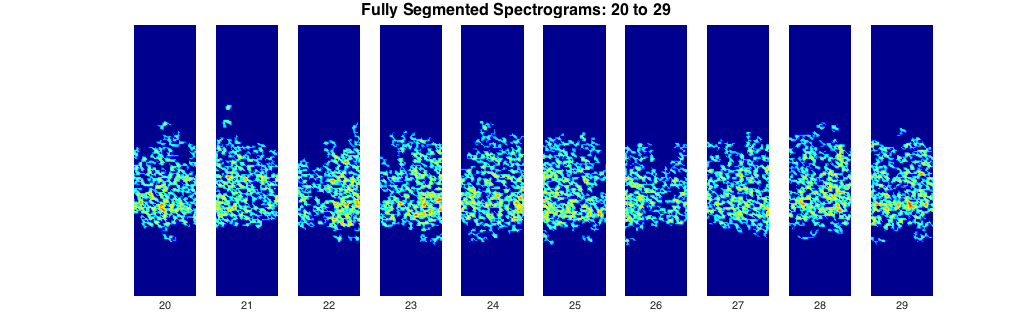 Fully Segmented Spectrograms: 20 to 29
20 21 22 23 24 25 26 27 28 29